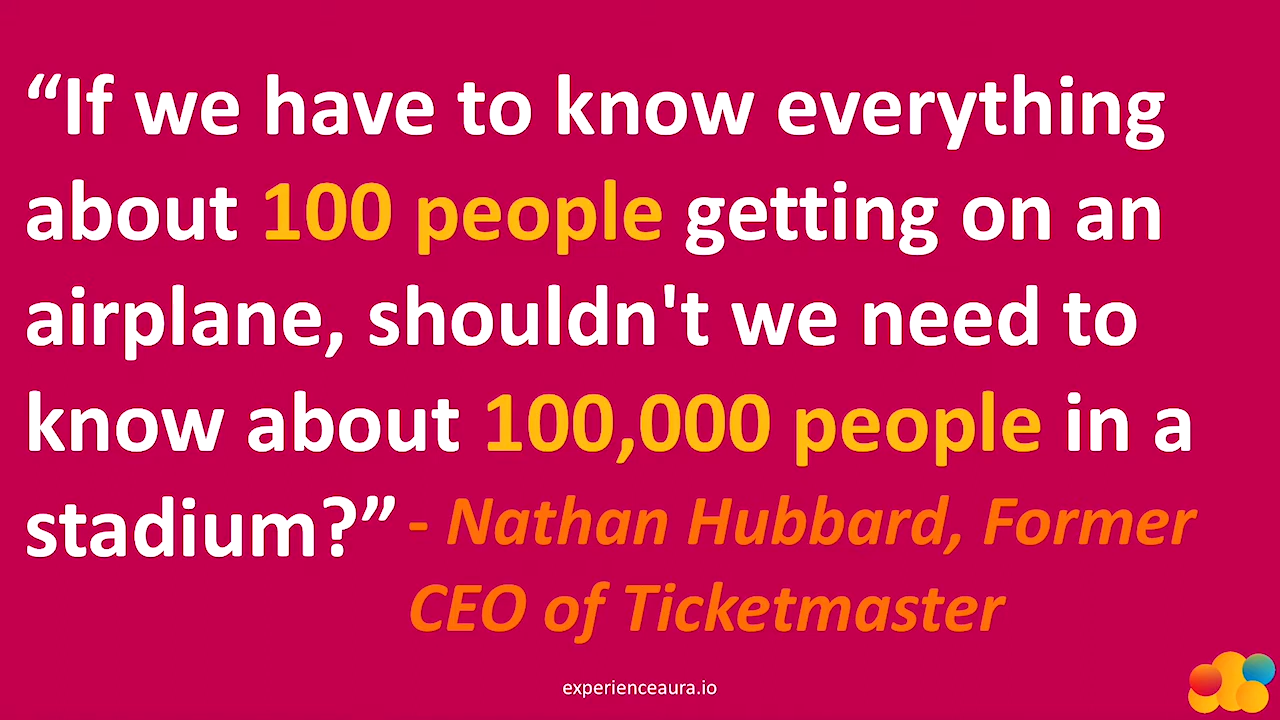 “If we have to know everything
about 100 people getting on an
airplane, shouldn't we need to
know about 100,000 people in a
stadium?” - Nathan Hubbard, Former
CEO of Ticketmaster
experienceaura.io